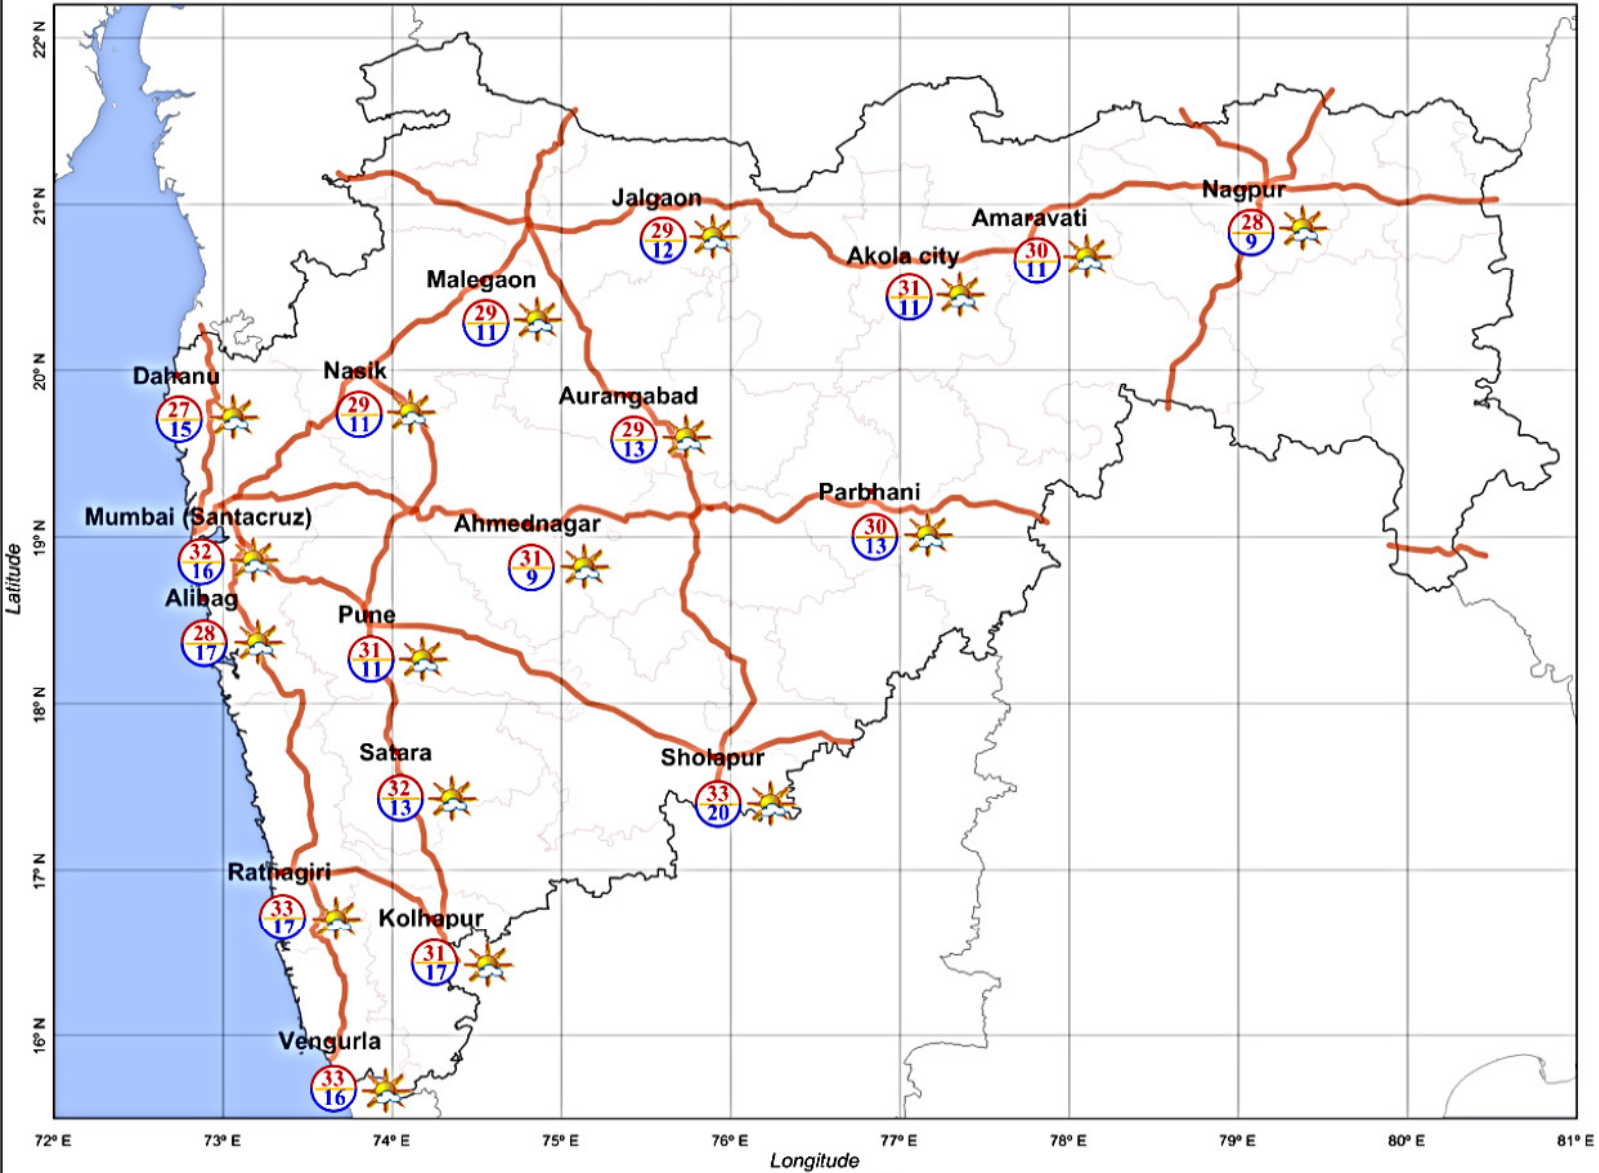 22° N
21° N
20° N
19° N
18° N
17° N
16° N
Latitude
Jalgaon
29
12
Nagpur
28
9
Amaravati
30
11
Akola city
31
11
Malegaon
29
11
Dahanu
27
15
Nasik
29
11
Aurangabad
29
13
Parbhani
30
13
Mumbai (Santacruz)
32
16
Ahmednagar
31
9
Alibag
28
17
Pune
31
11
Satara
32
13
Sholapur
33
20
Rathagiri
33
17
Kolhapur
31
17
Vengurla
33
16
72° E 73° E 74° E 75° E 76° E 77° E 78° E 79° E 80° E 81° E
Longitude